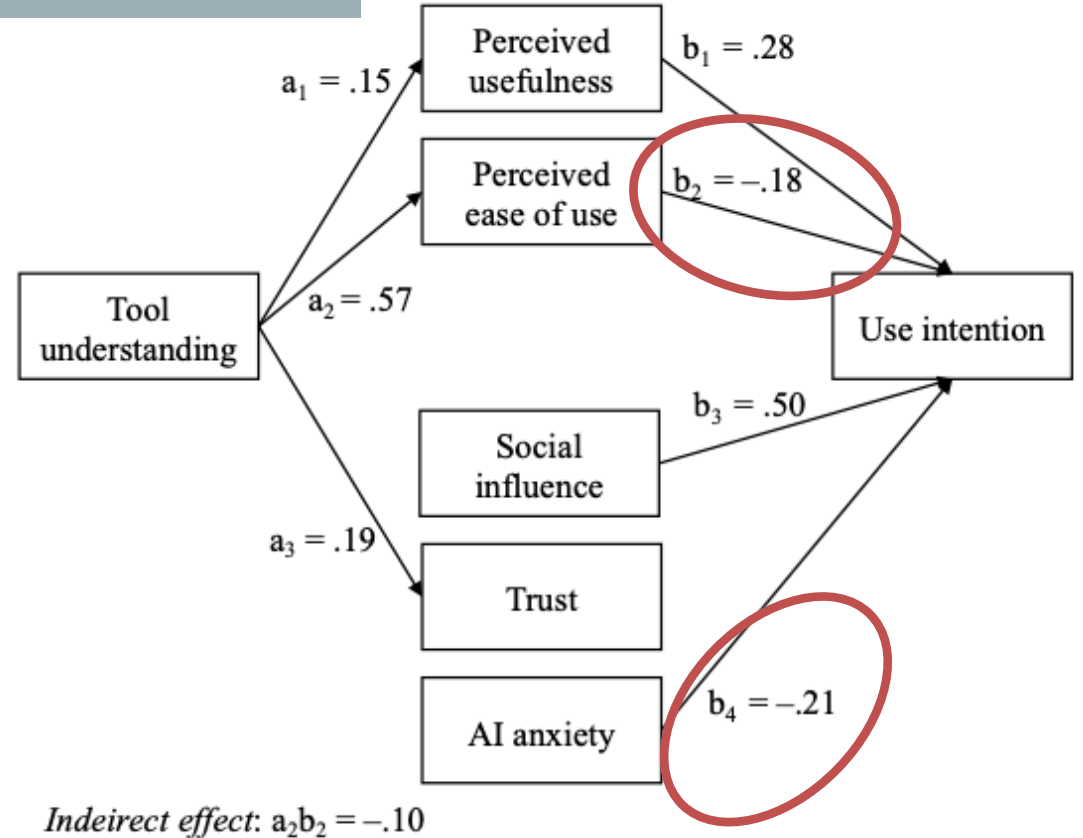 Perceived
usefulness
b₁ = .28
a₁ = .15
Perceived
ease of use
b₂ = –.18
Tool
understanding
a₂ = .57
Use intention
Social
influence
b₃ = .50
a₃ = .19
Trust
AI anxiety
b₄ = –.21
Indeirect effect: a₂b₂ = –.10